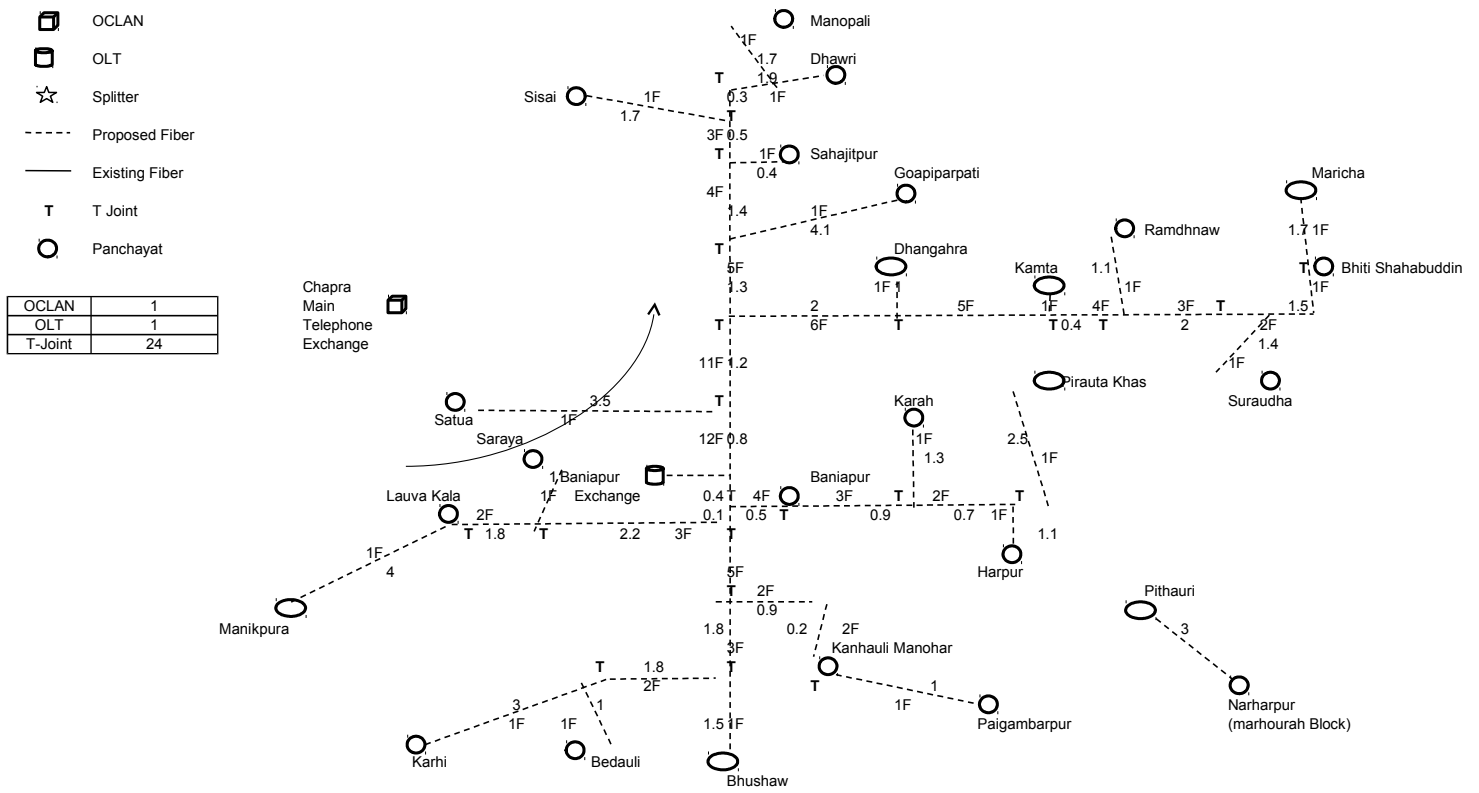 OCLAN
OLT
Splitter
Proposed Fiber
Existing Fiber
T T Joint
Panchayat
OCLAN 1
OLT 1
T-Joint 24
Chapra
Main
Telephone
Exchange
Manopali
1F
1.7
Dhawri
T 1.9
0.3 1F
Sisai 1F
1.7
T
3F 0.5
T 1F Sahajitpur
0.4
4F
Goapiparpati
1.4 1F
4.1
T
5F
1.3
Dhangahra
1F 1
Kamta
Ramdhnaw
1.1
1F
Maricha
1.7 1F
T Bhiti Shahabuddin
1F
2 5F 1F 4F 3F T 1.5
T 6F T T 0.4 T 2 2F
1.4
1F
Suraudha
11F 1.2
Pirauta Khas
2.5
1F
T
3.5
Satua 1F
12F 0.8
Karah
1F
1.3
Saraya
1 Baniapur
1F Exchange
Baniapur
Lauva Kala
0.4 T 4F 3F T 2F T
0.1 0.5 T 0.9 0.7 1F 1.1
2F
T 1.8 T 2.2 3F T
1F
4
Harpur
Manikpura
5F
T 2F
0.9
1.8 0.2 2F
3F
Kanhauli Manohar
T 1.8 T
2F T
1
1F
Paigambarpur
Pithauri
3
Narharpur
(marhourah Block)
3 1
1F 1F 1.5 1F
Karhi
Bedauli
Bhushaw